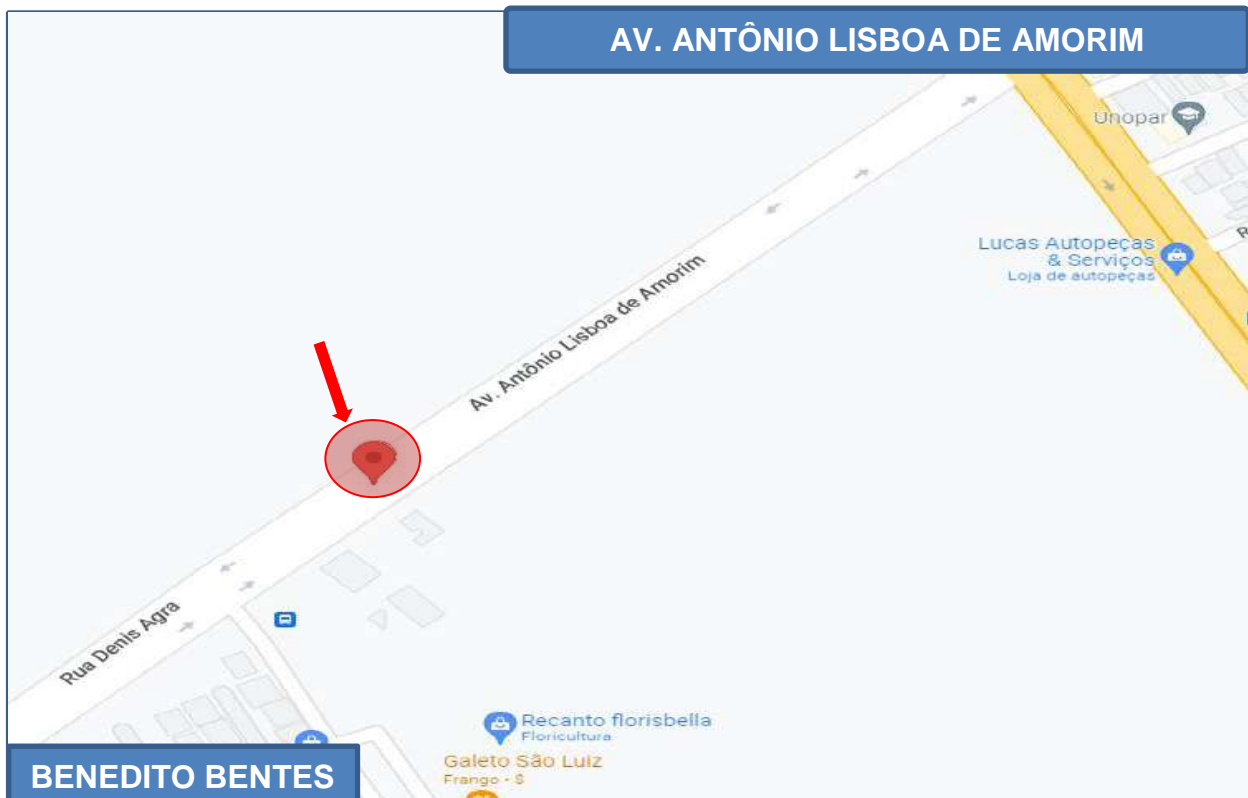 AV. ANTÔNIO LISBOA DE AMORIM
Unopar
Lucas Autopeças
& Serviços
Loja de autopeças
R
Av. Antônio Lisboa de Amorim
Rua Denis Agra
Recanto florisbella
Floricultura
Galeto São Luiz
Frango - $
BENEDITO BENTES